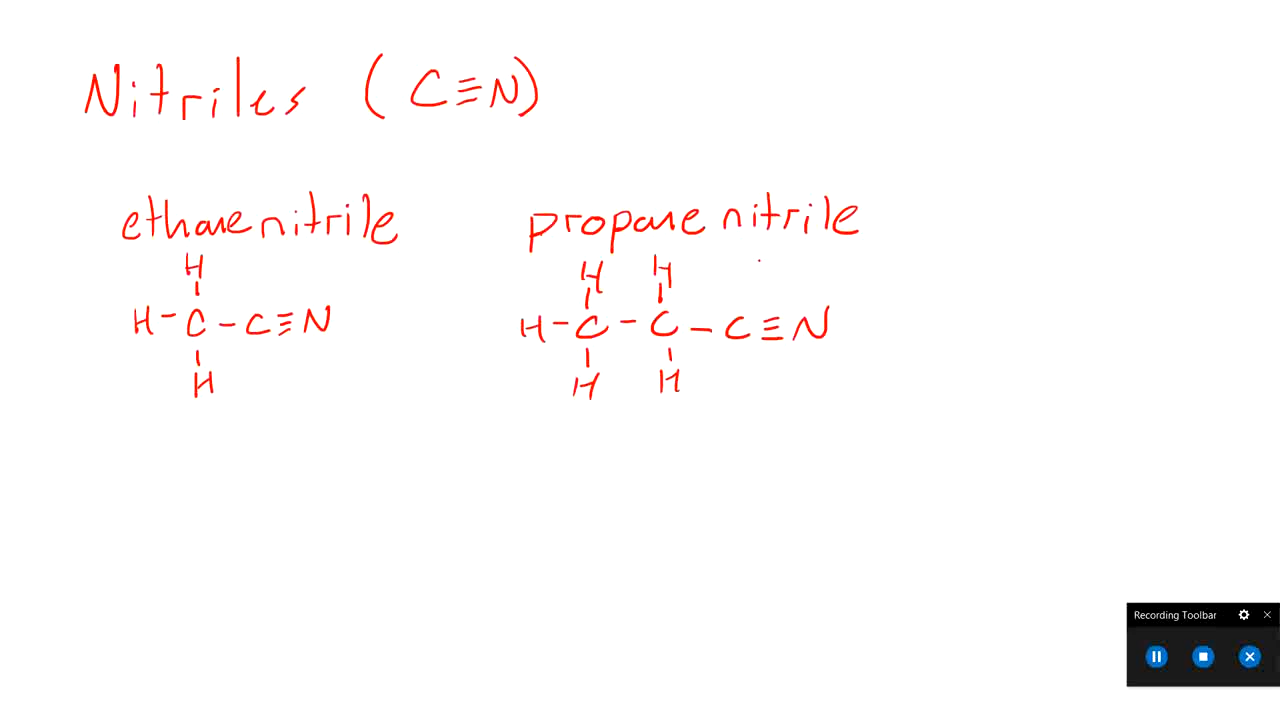 Nitriles (C≡N)
ethanenitrile propanenitrile
H H H
H-C-C≡N H-C-C-C≡N
H H H
Recording Toolbar